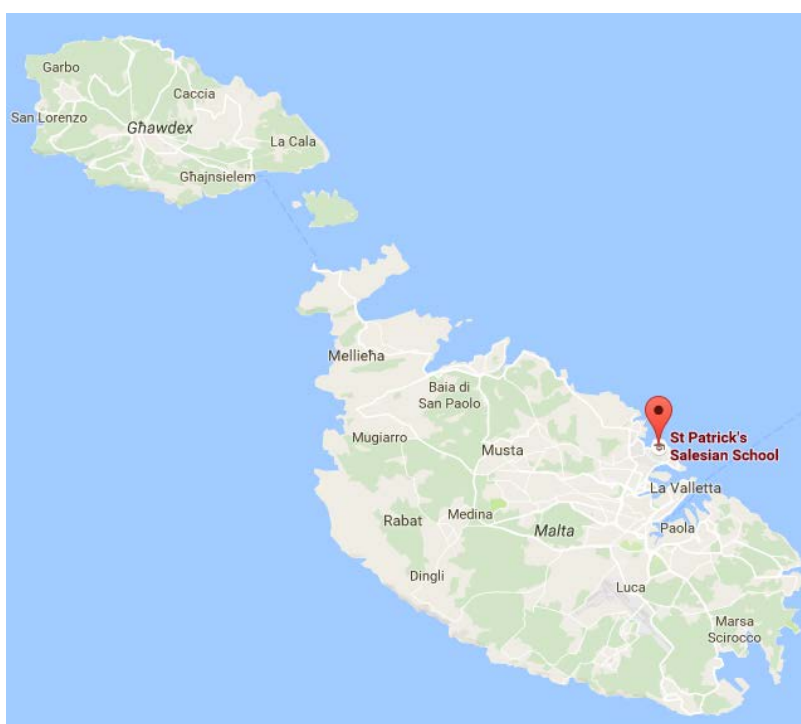 Garbo
Caccia
San Lorenzo
Għawdex
La Cala
Għajnsielem
Mellieħa
Baia di
San Paolo
Mugiarro
Musta
St Patrick's
Salesian School
La Valletta
Rabat
Medina
Malta
Paola
Dingli
Luca
Marsa
Scirocco